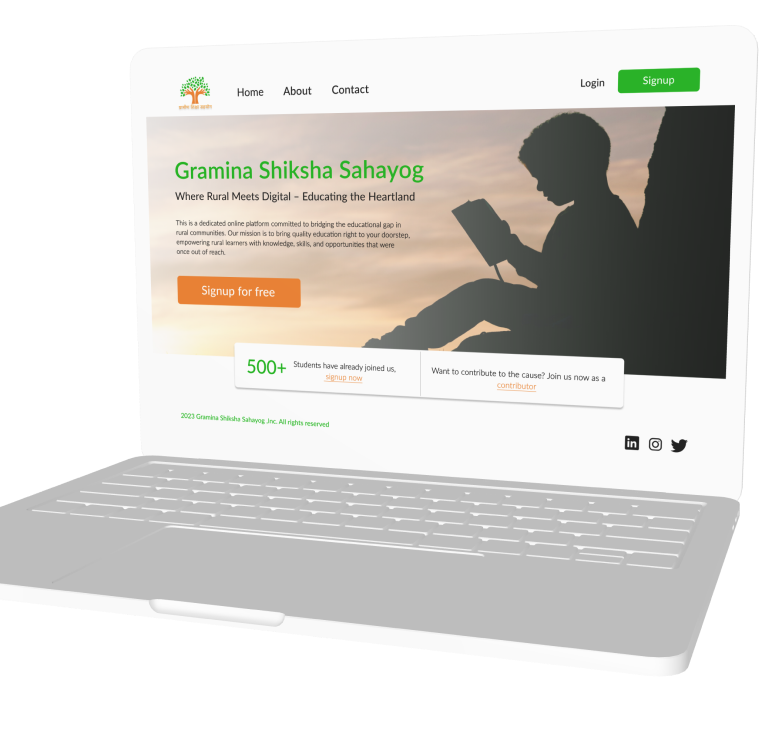 Home About Contact
Login Signup
ग्रामीण शिक्षा सहयोग
Gramina Shiksha Sahayog
Where Rural Meets Digital – Educating the Heartland
This is a dedicated online platform committed to bridging the educational gap in
rural communities. Our mission is to bring quality education right to your doorstep,
empowering rural learners with knowledge, skills, and opportunities that were
once out of reach.
Signup for free
500+
Students have already joined us,
signup now
Want to contribute to the cause? Join us now as a
contributor
2023 Gramina Shiksha Sahayog .inc. All rights reserved
in